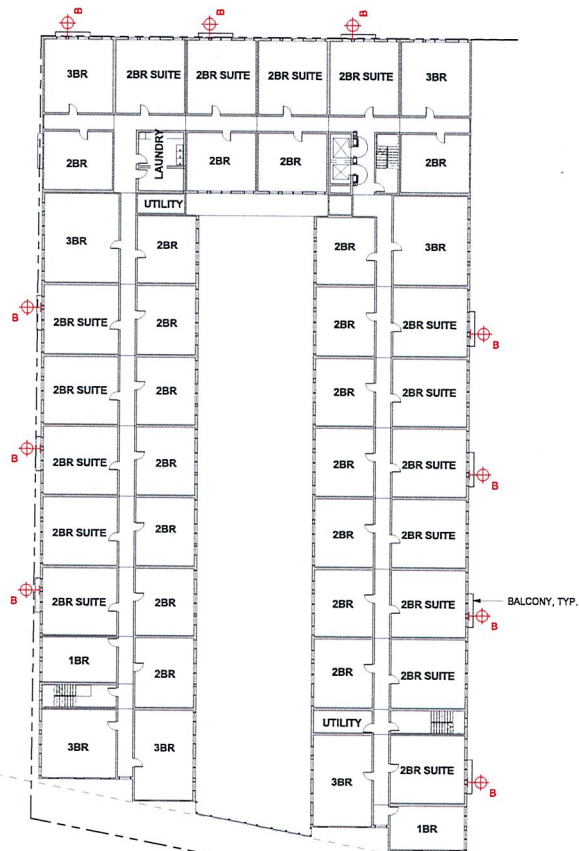 B B B
3BR 2BR SUITE 2BR SUITE 2BR SUITE 2BR SUITE 3BR
2BR LAUNDRY 2BR 2BR 2BR
UTILITY
3BR 2BR 2BR 3BR
B 2BR SUITE 2BR 2BR 2BR SUITE B
2BR SUITE 2BR 2BR 2BR SUITE
B 2BR SUITE 2BR 2BR 2BR SUITE B
2BR SUITE 2BR 2BR 2BR SUITE
B 2BR SUITE 2BR 2BR 2BR SUITE BALCONY, TYP.
B
1BR 2BR 2BR 2BR SUITE
UTILITY
3BR 3BR 3BR 2BR SUITE B
1BR